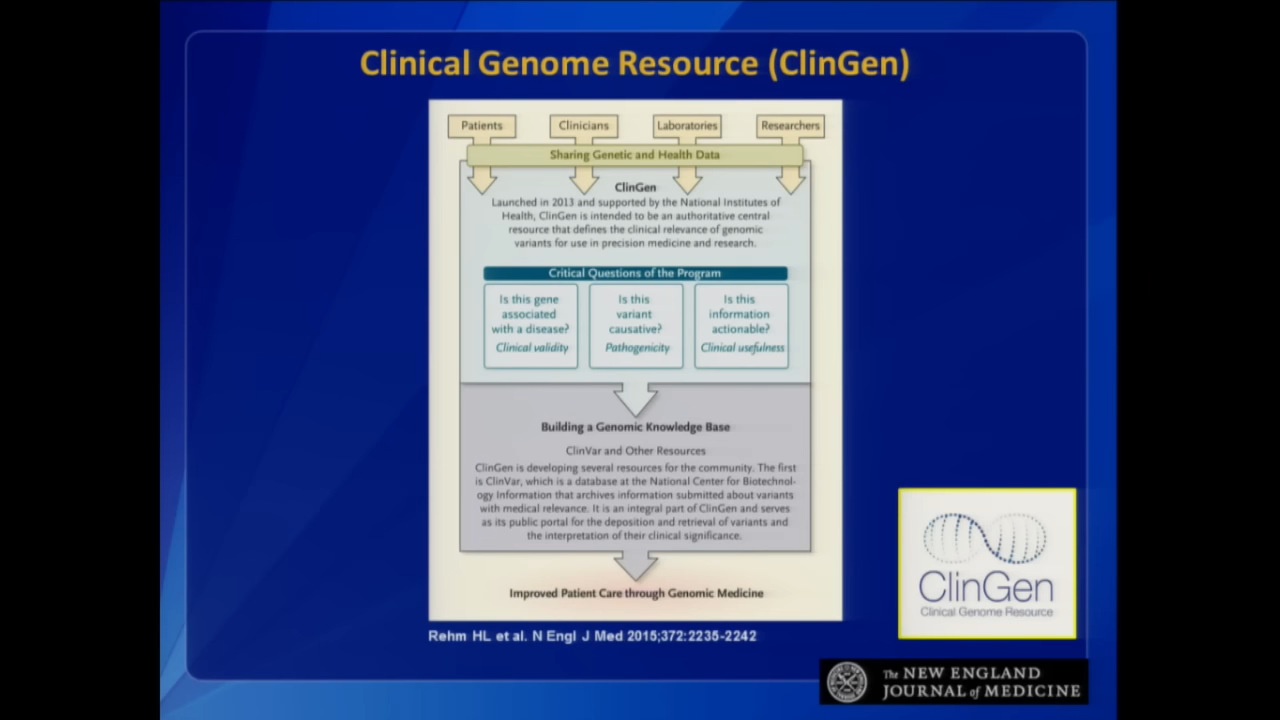 Clinical Genome Resource (ClinGen)
Patients
Clinicians
Laboratories
Researchers
Sharing Genetic and Health Data
ClinGen
Launched in 2013 and supported by the National Institutes of
Health, ClinGen is intended to be an authoritative central
resource that defines the clinical relevance of genomic
variants for use in precision medicine and research.
Critical Questions of the Program
Is this gene
associated
with a disease?
Clinical validity
Is this
variant
causative?
Pathogenicity
Is this
information
actionable?
Clinical usefulness
Building a Genomic Knowledge Base
ClinVar and Other Resources
ClinGen is developing several resources for the community. The first
is ClinVar, which is a database at the National Center for Biotechnol-
ogy Information that archives information submitted about variants
with medical relevance. It is an integral part of ClinGen and serves
as its public portal for the deposition and retrieval of variants and
the interpretation of their clinical significance.
Improved Patient Care through Genomic Medicine
Rehm HL et al. N Engl J Med 2015;372:2235-2242
ClinGen
Clinical Genome Resource
The NEW ENGLAND
JOURNAL of MEDICINE